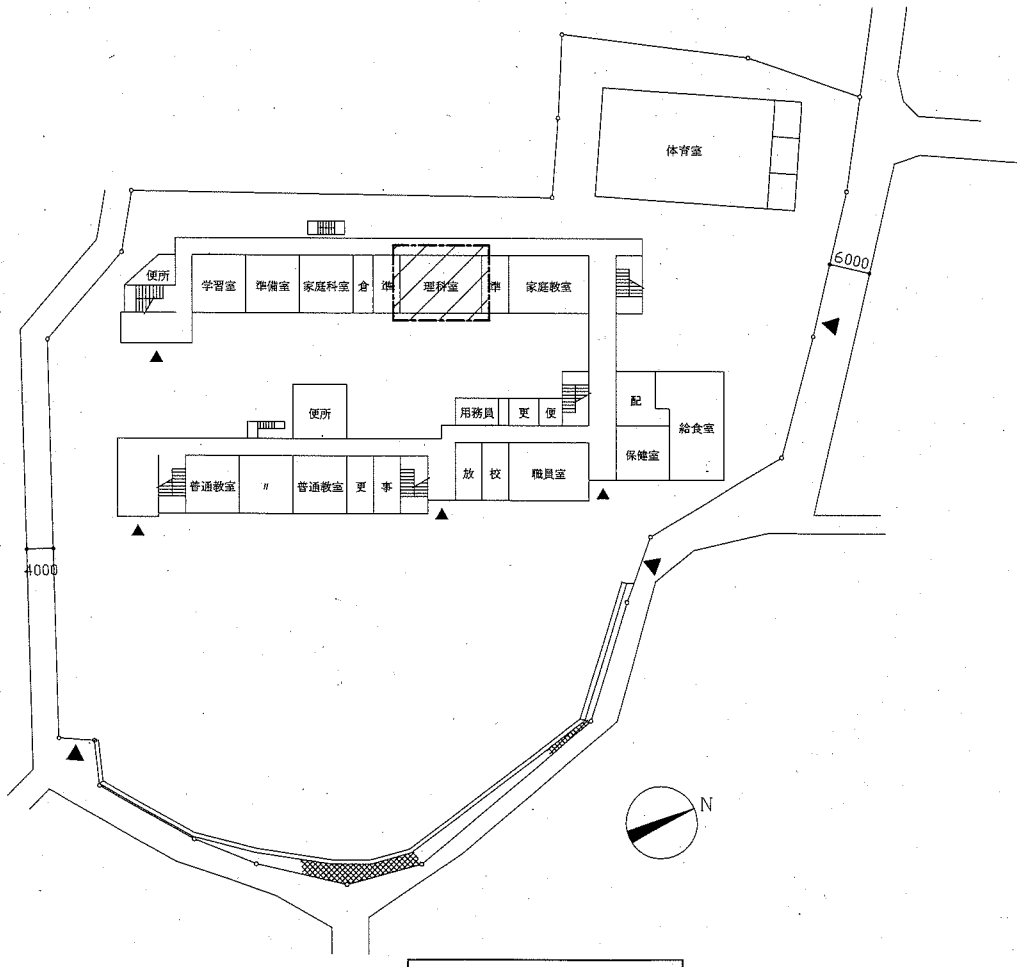 体育室
6000
便所
学習室
準備室
家庭科室
倉
準
理科室
準
家庭教室
便所
用務員
更
便
配
給食室
保健室
普通教室
〃
普通教室
更
事
放
校
職員室
4000
N